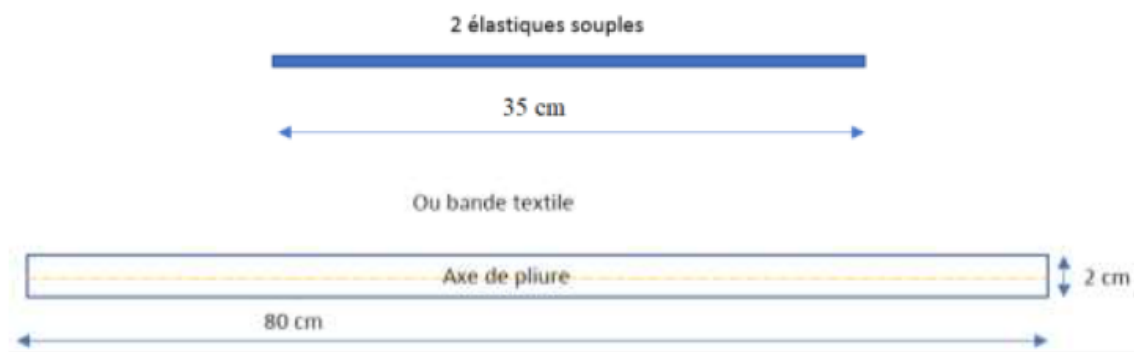 2 élastiques souples
35 cm
Ou bande textile
Axe de pliure
2 cm
80 cm